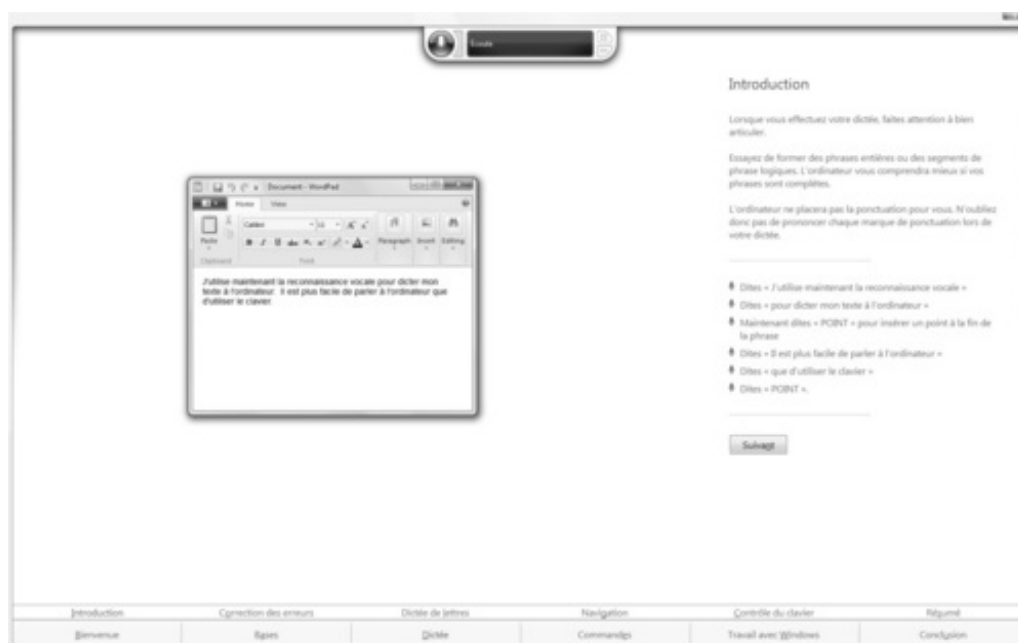 Écoute
Introduction
Lorsque vous effectuez votre dictée, faites attention à bien
articuler.
Essayez de former des phrases entières ou des segments de
phrase logiques. L'ordinateur vous comprendra mieux si vos
phrases sont complètes.
L'ordinateur ne placera pas la ponctuation pour vous. N'oubliez
donc pas de prononcer chaque marque de ponctuation lors de
votre dictée.
Document - WordPad
Home View
Calibri 11
Paste Paragraph Insert Editing
Clipboard Font
J'utilise maintenant la reconnaissance vocale pour dicter mon
texte à l'ordinateur. Il est plus facile de parler à l'ordinateur que
d'utiliser le clavier.
Dites « J'utilise maintenant la reconnaissance vocale »
Dites « pour dicter mon texte à l'ordinateur »
Maintenant dites « POINT » pour insérer un point à la fin de
la phrase
Dites « Il est plus facile de parler à l'ordinateur »
Dites « que d'utiliser le clavier »
Dites « POINT ».
Suivant
Introduction Correction des erreurs Dictée de lettres Navigation Contrôle du clavier Résumé
Bienvenue Bases Dictée Commandes Travail avec Windows Conclusion